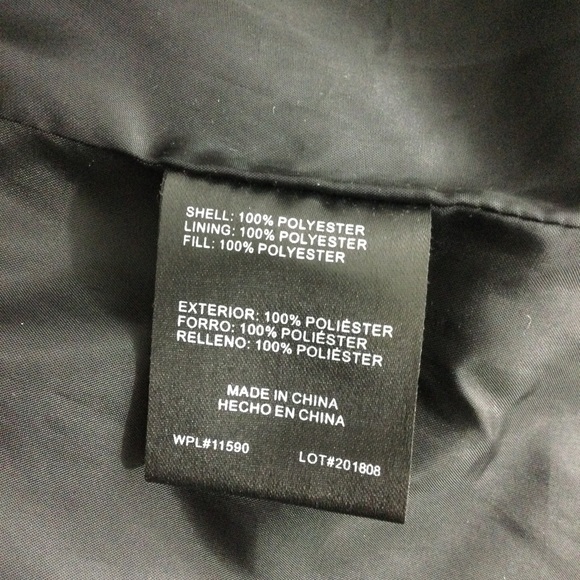 SHELL: 100% POLYESTER
LINING: 100% POLYESTER
FILL: 100% POLYESTER
EXTERIOR: 100% POLIÉSTER
FORRO: 100% POLIÉSTER
RELLENO: 100% POLIÉSTER
MADE IN CHINA
HECHO EN CHINA
WPL#11590 LOT#201808